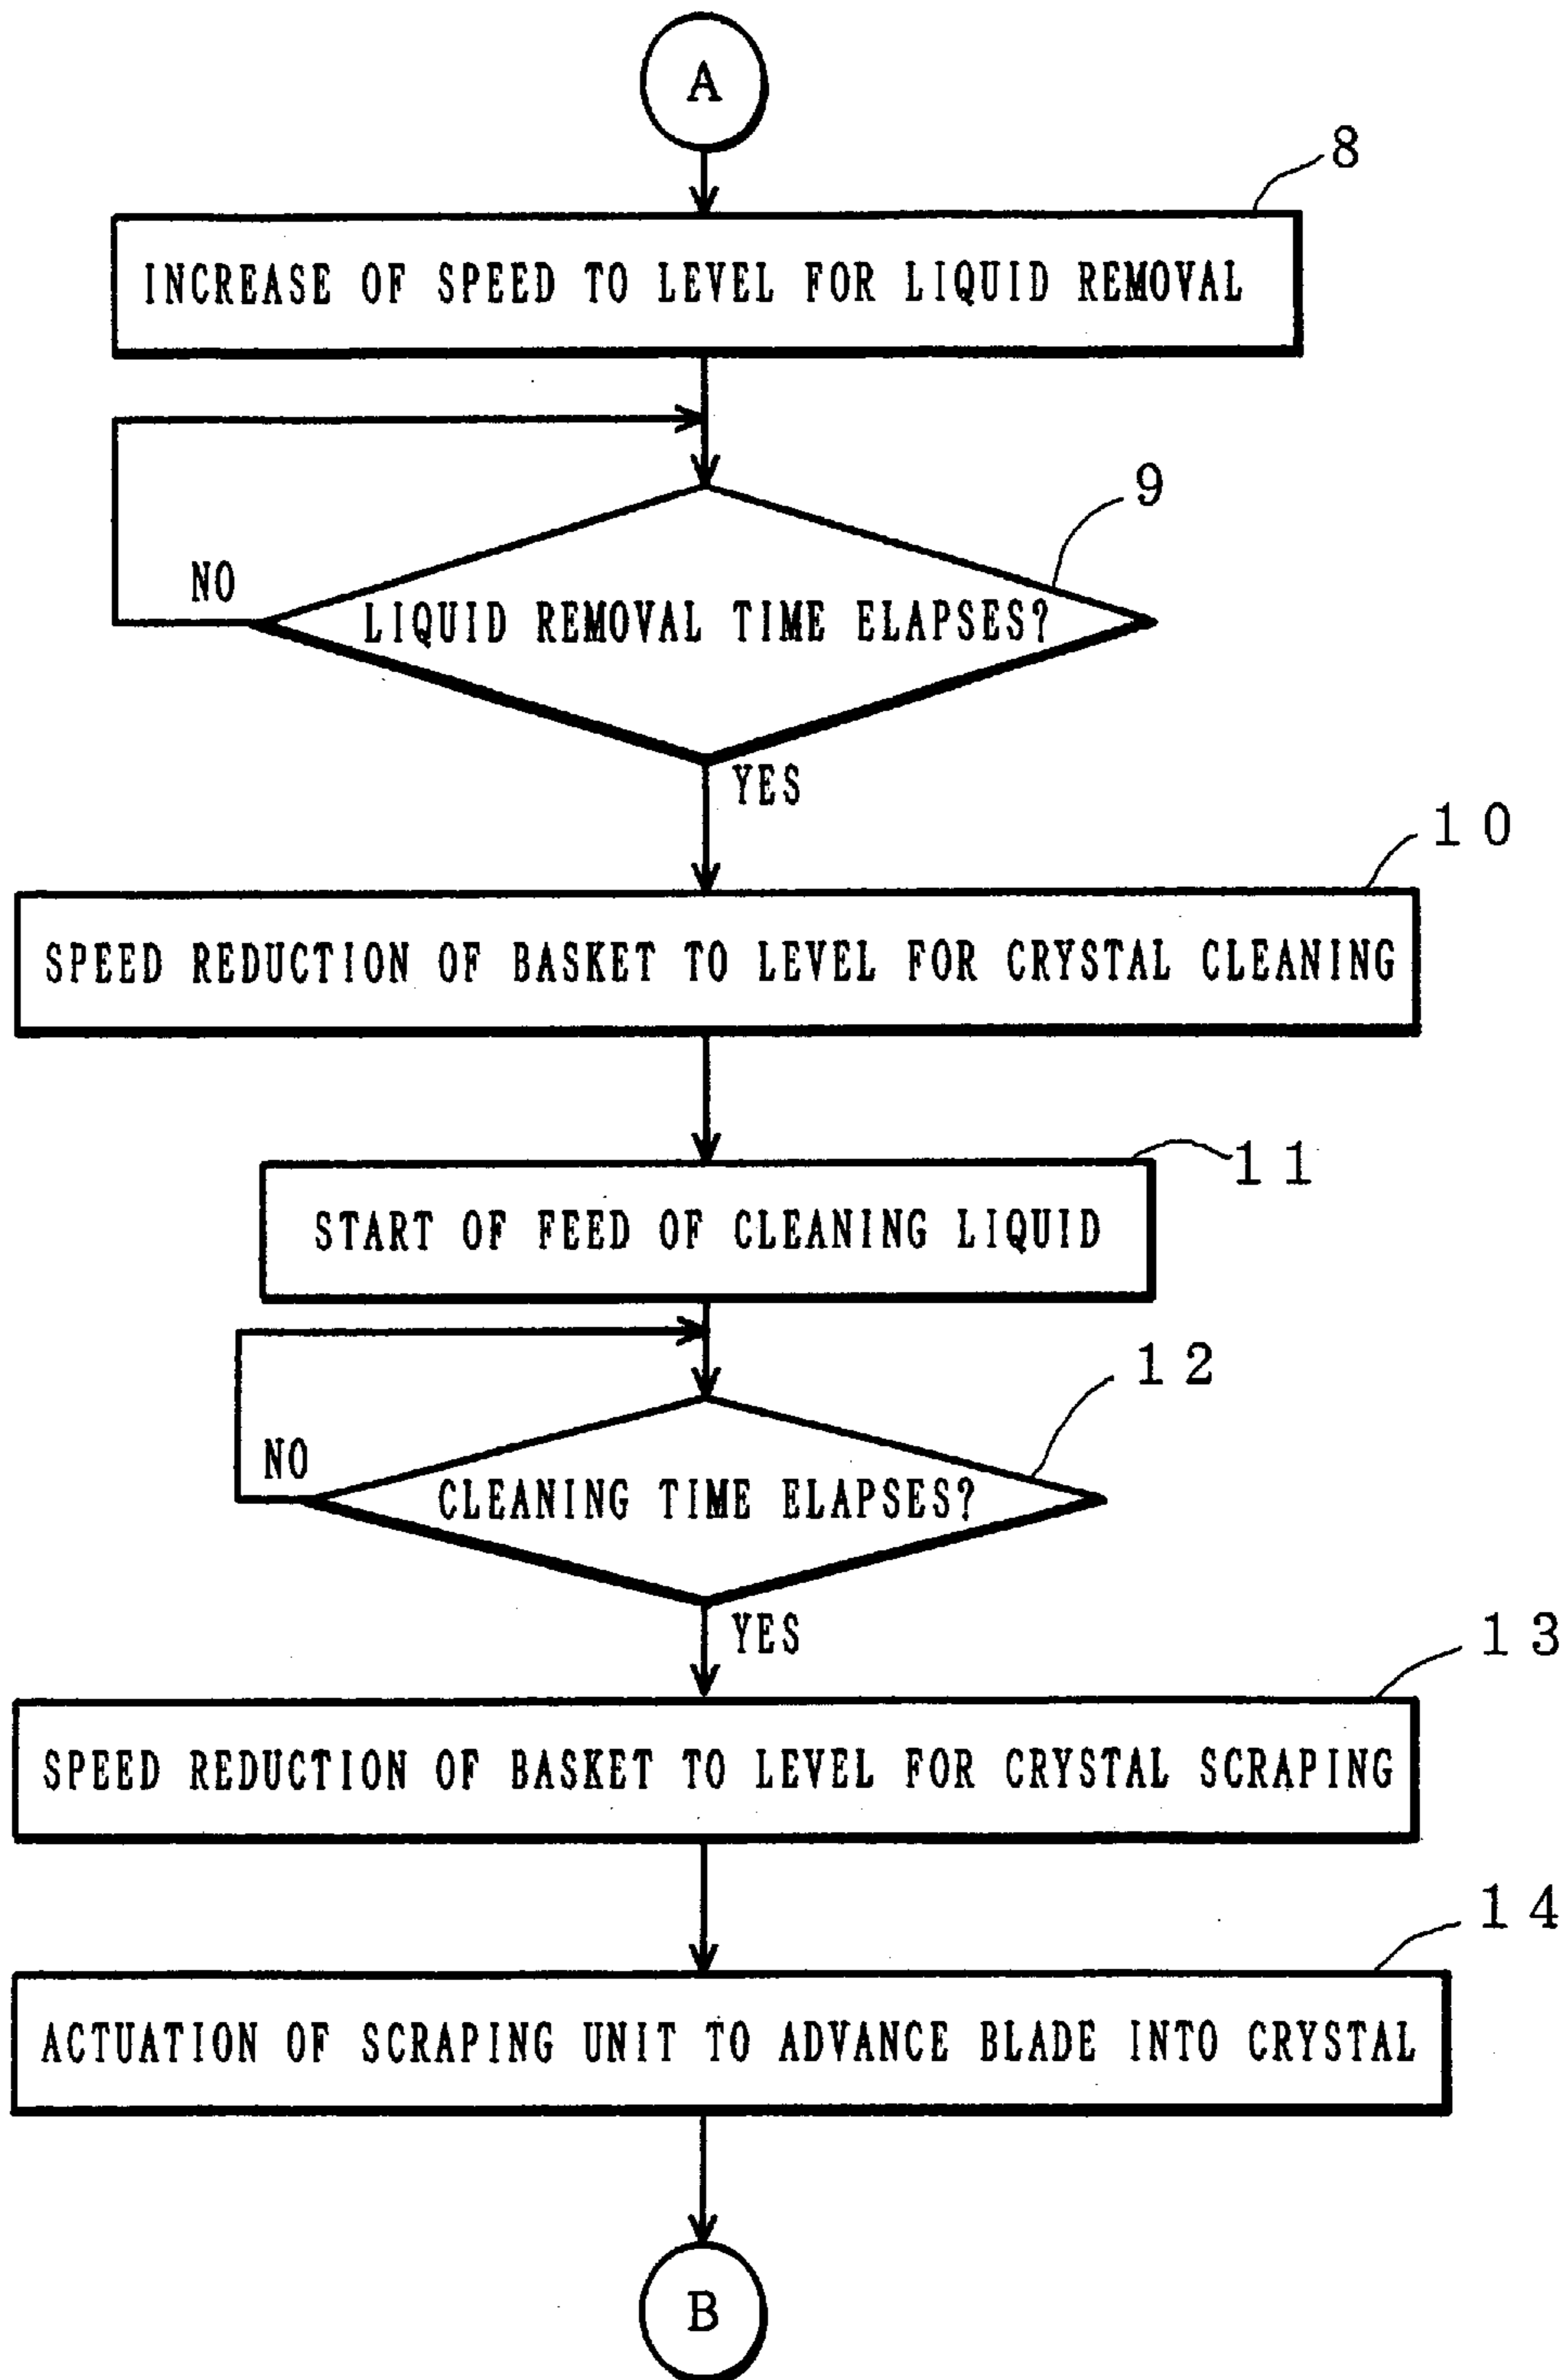 A
8
INCREASE OF SPEED TO LEVEL FOR LIQUID REMOVAL
9
NO
LIQUID REMOVAL TIME ELAPSES?
YES
10
SPEED REDUCTION OF BASKET TO LEVEL FOR CRYSTAL CLEANING
11
START OF FEED OF CLEANING LIQUID
12
NO
CLEANING TIME ELAPSES?
YES
13
SPEED REDUCTION OF BASKET TO LEVEL FOR CRYSTAL SCRAPING
14
ACTUATION OF SCRAPING UNIT TO ADVANCE BLADE INTO CRYSTAL
B